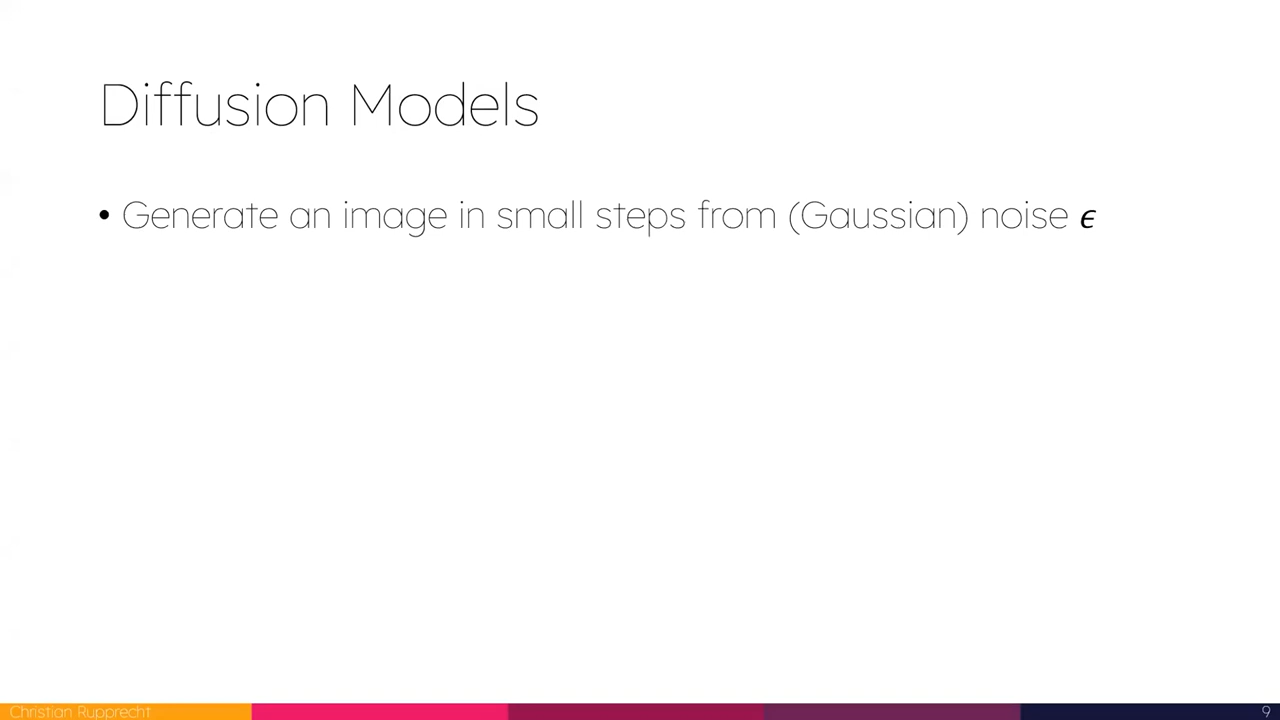 Diffusion Models
• Generate an image in small steps from (Gaussian) noise ϵ
Christian Rupprecht
9